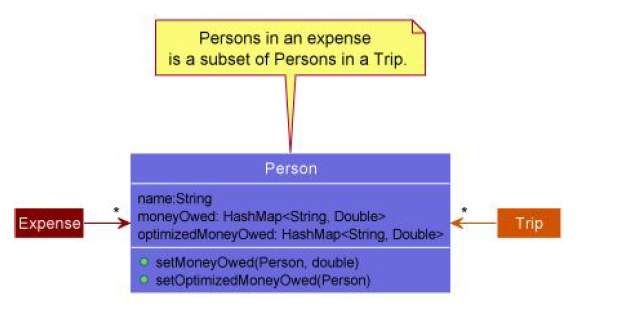 Persons in an expense
is a subset of Persons in a Trip.
Person
name:String
moneyOwed: HashMap<String, Double>
optimizedMoneyOwed: HashMap<String, Double>
setMoneyOwed(Person, double)
setOptimizedMoneyOwed(Person)
Expense
*
*
Trip